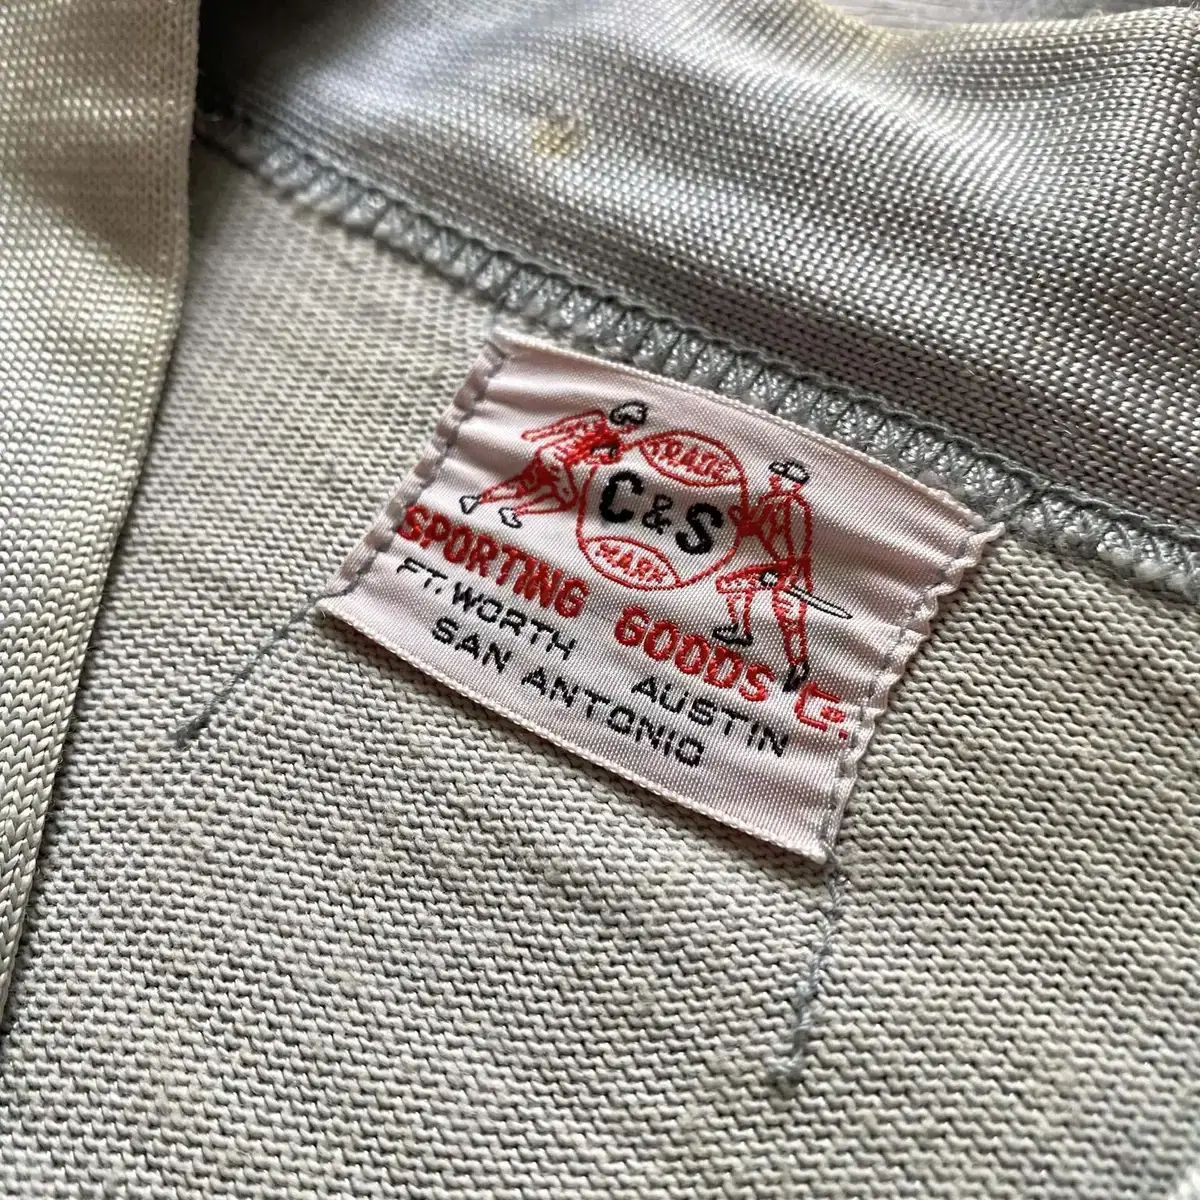 TRADE
C & S
MARK
SPORTING GOODS Co.
FT. WORTH AUSTIN
SAN ANTONIO